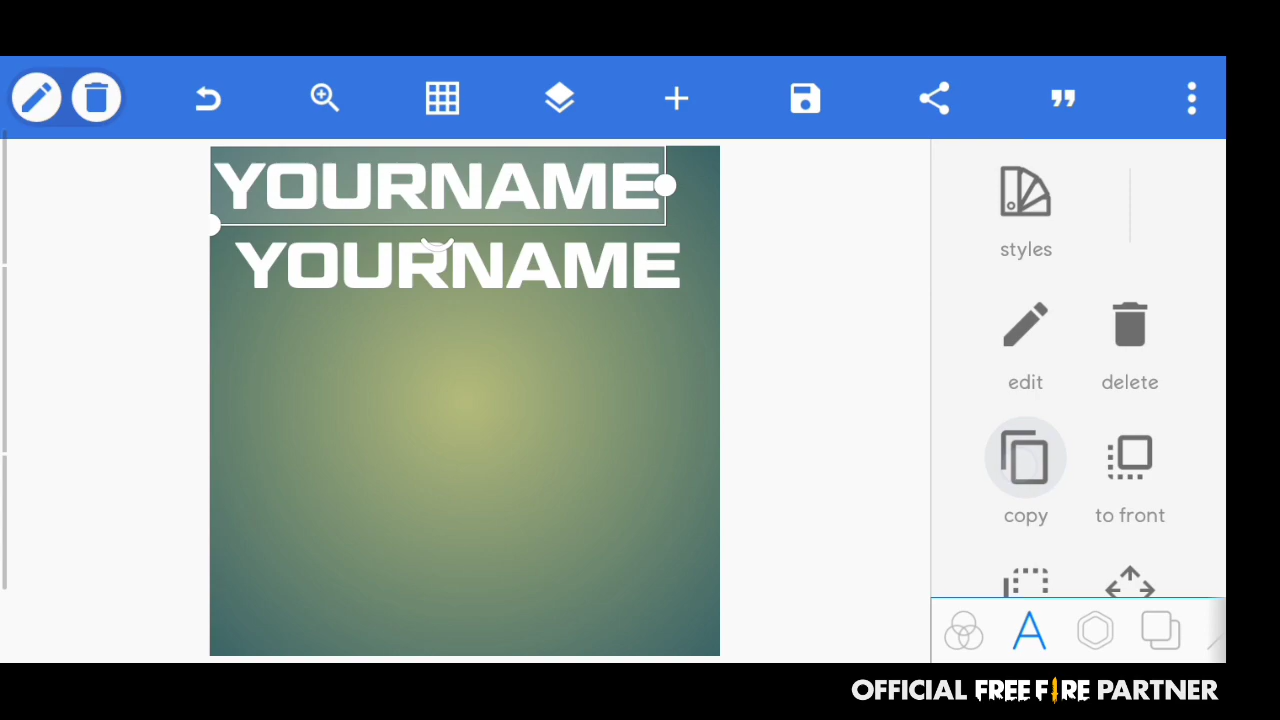 YOURNAME
YOURNAME
styles
edit
delete
copy
to front
A
OFFICIAL FREE FIRE PARTNER